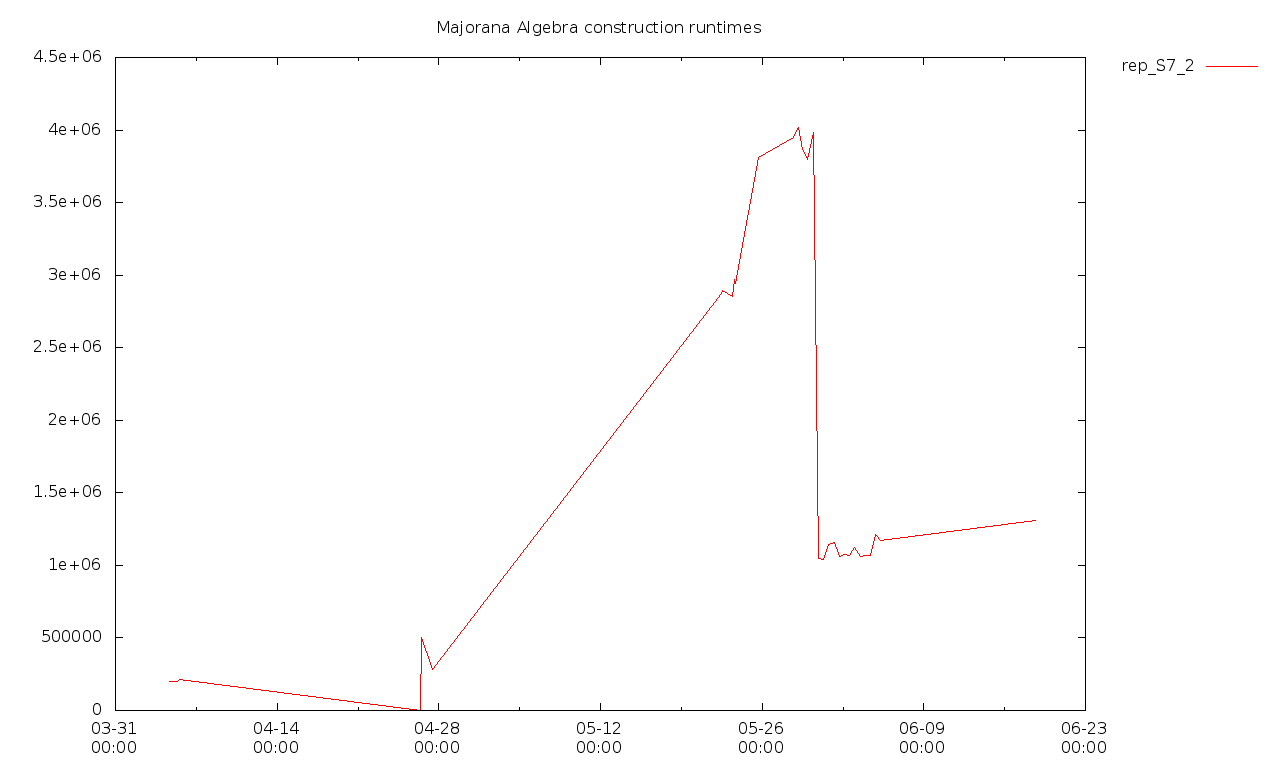 Majorana Algebra construction runtimes
rep_S7_2
4.5e+06
4e+06
3.5e+06
3e+06
2.5e+06
2e+06
1.5e+06
1e+06
500000
0
03-31 04-14 04-28 05-12 05-26 06-09 06-23
00:00 00:00 00:00 00:00 00:00 00:00 00:00